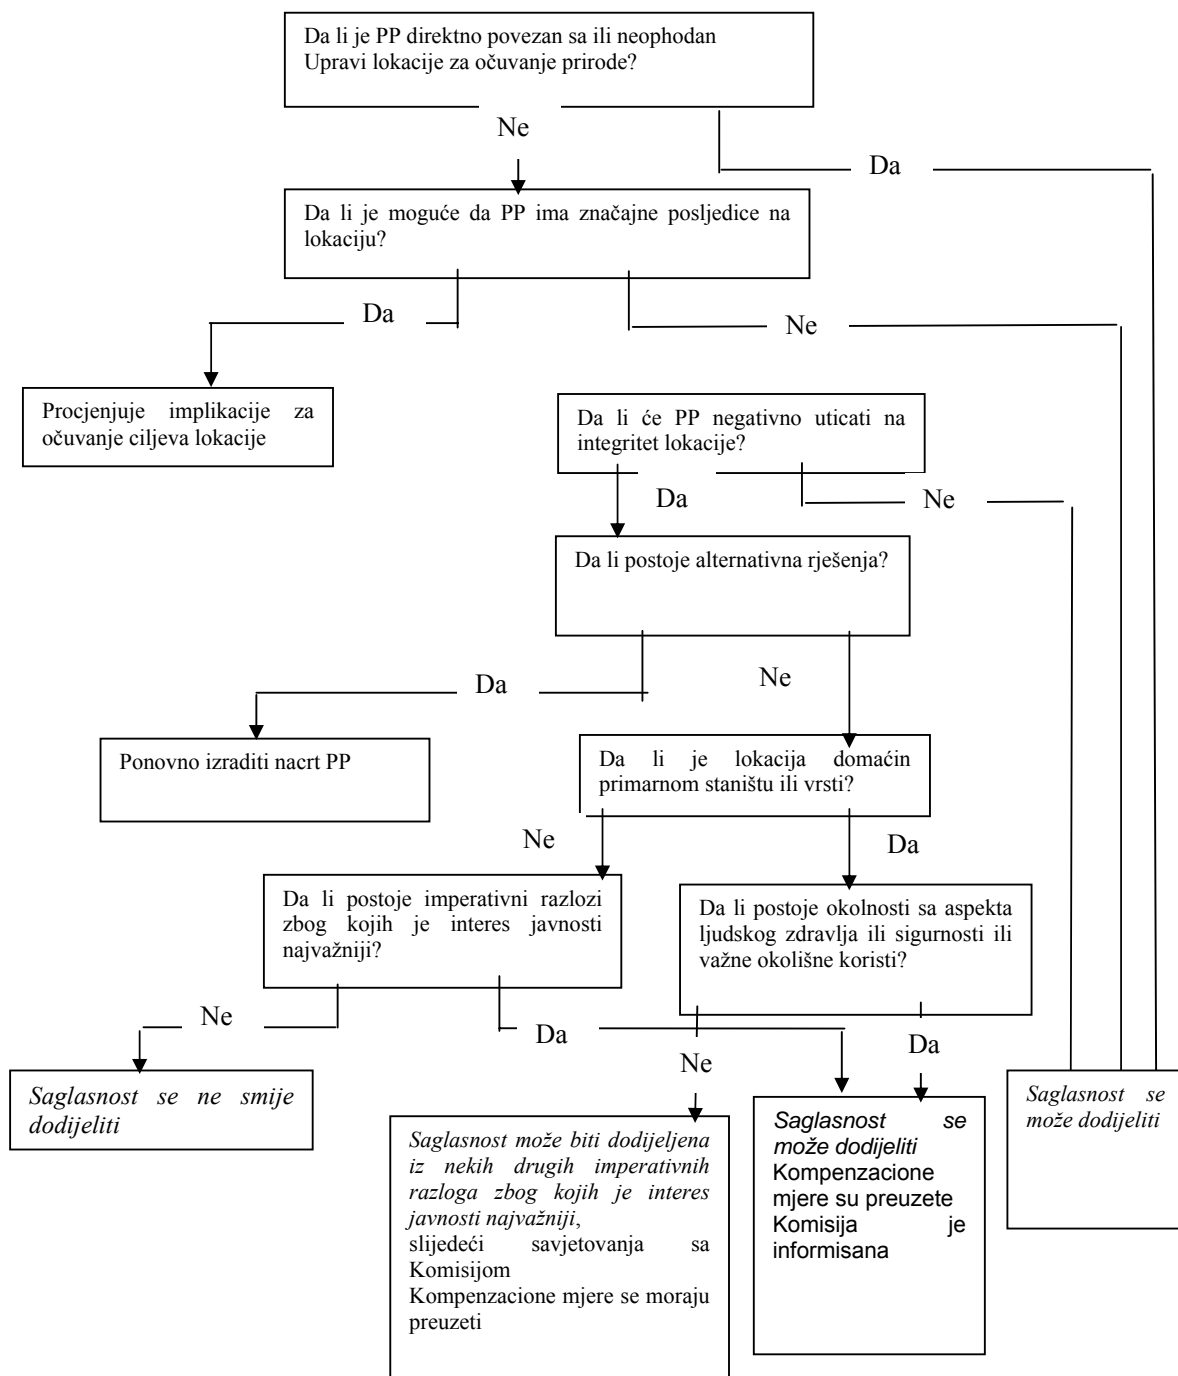 Da li je PP direktno povezan sa ili neophodan
Upravi lokacije za očuvanje prirode?
Ne
Da
Da li je moguće da PP ima značajne posljedice na
lokaciju?
Da
Ne
Procjenjuje implikacije za
očuvanje ciljeva lokacije
Da li će PP negativno uticati na
integritet lokacije?
Da
Ne
Da li postoje alternativna rješenja?
Da
Ne
Ponovno izraditi nacrt PP
Da li je lokacija domaćin
primarnom staništu ili vrsti?
Ne
Da
Da li postoje imperativni razlozi
zbog kojih je interes javnosti
najvažniji?
Da li postoje okolnosti sa aspekta
ljudskog zdravlja ili sigurnosti ili
važne okolišne koristi?
Ne
Da
Ne
Da
Saglasnost se ne smije
dodijeliti
Saglasnost može biti dodijeljena
iz nekih drugih imperativnih
razloga zbog kojih je interes
javnosti najvažniji,
slijedeći savjetovanja sa
Komisijom
Kompenzacione mjere se moraju
preuzeti
Saglasnost se
može dodijeliti
Kompenzacione
mjere su preuzete
Komisija je
informisana
Saglasnost se
može dodijeliti